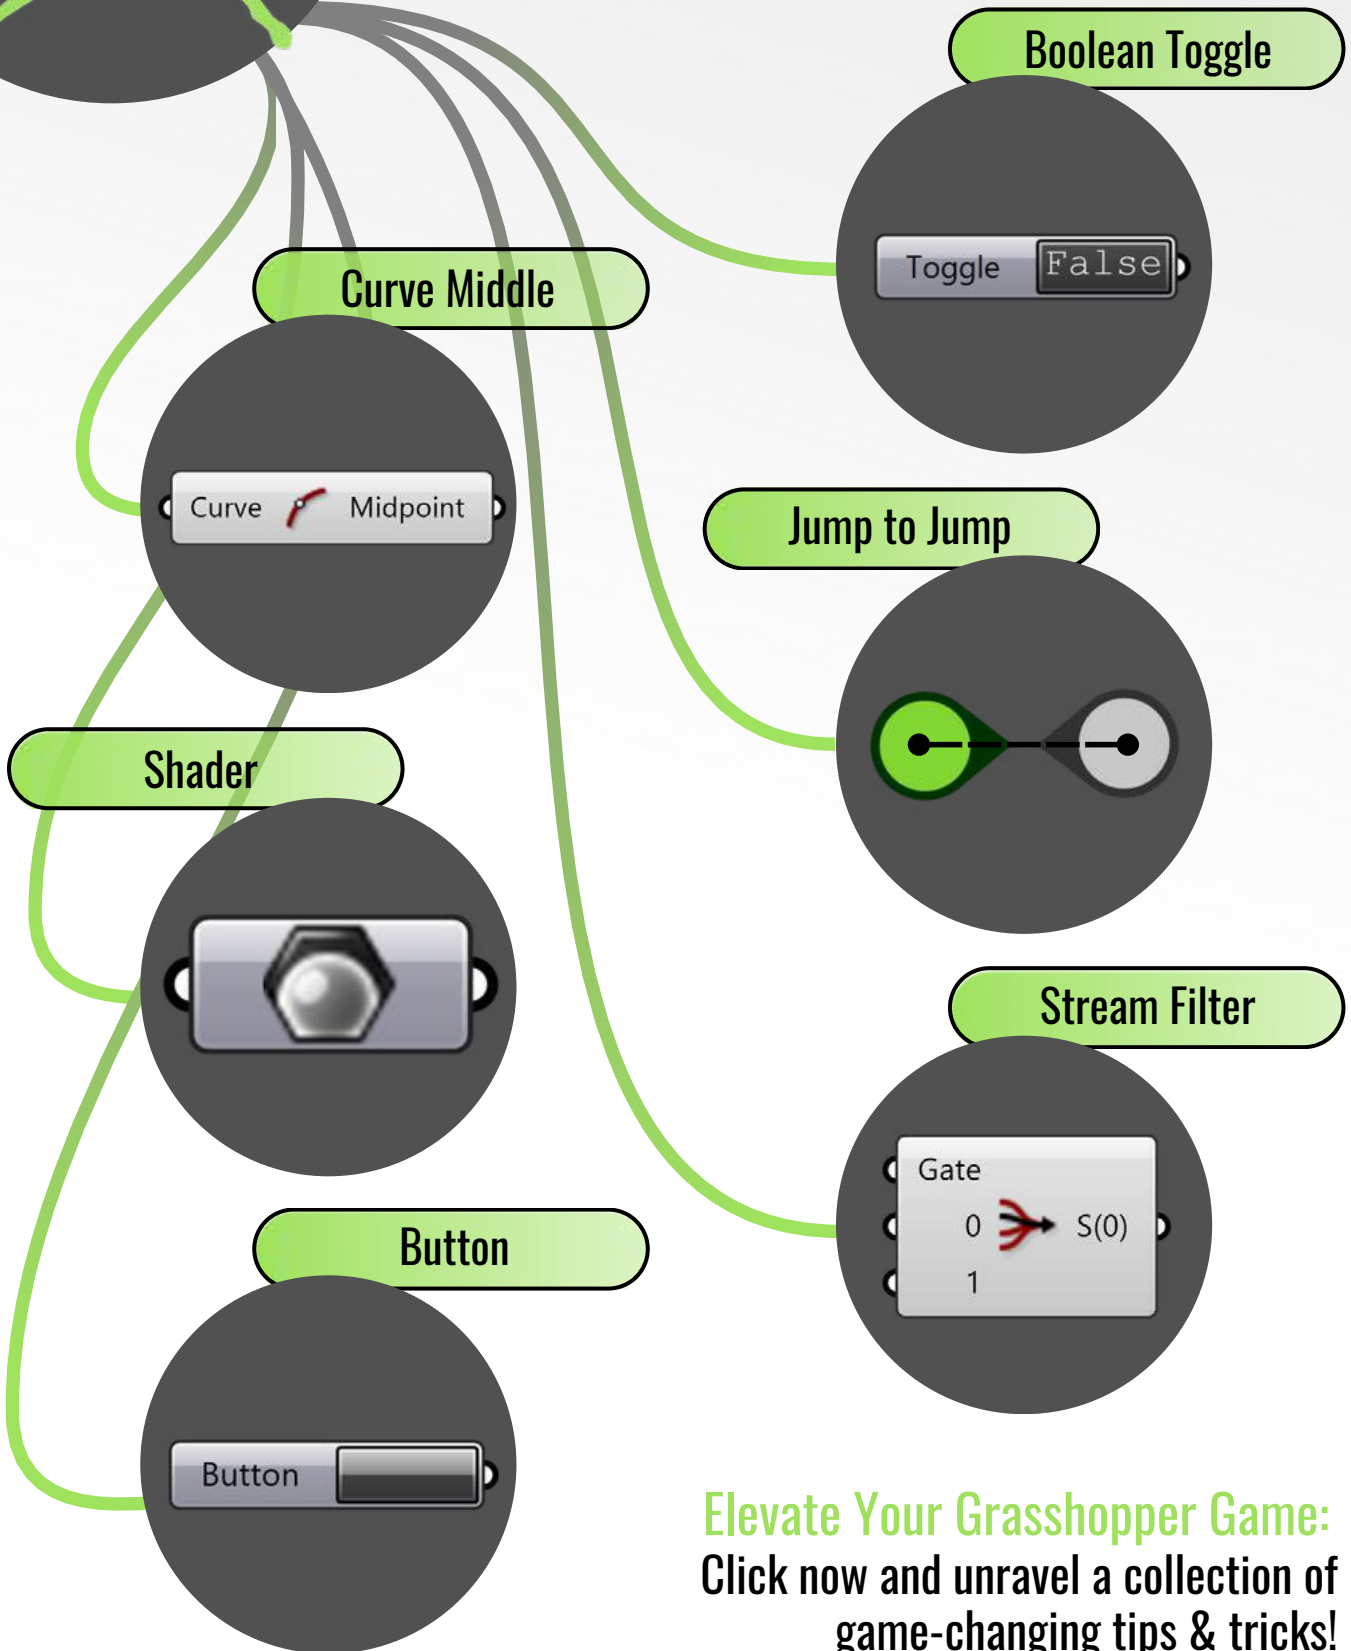 Boolean Toggle
Toggle False
Curve Middle
Curve Midpoint
Jump to Jump
Shader
Stream Filter
Gate
0 S(0)
1
Button
Button
Elevate Your Grasshopper Game:
Click now and unravel a collection of
game-changing tips & tricks!